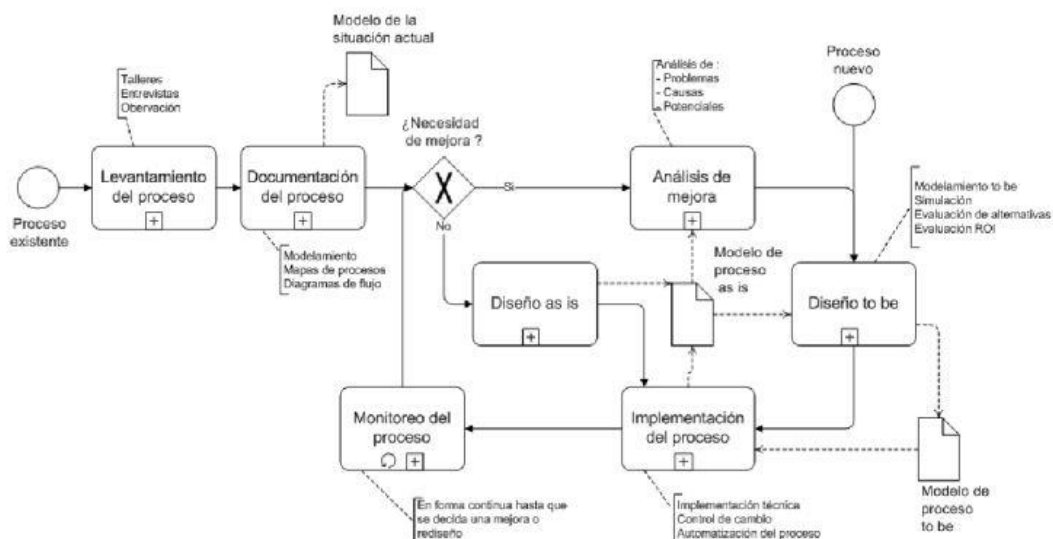 Modelo de la
situación actual
Talleres
Entrevistas
Obervación
¿Necesidad
de mejora ?
Análisis de :
- Problemas
- Causas
- Potenciales
Proceso
nuevo
Levantamiento
del proceso
Documentación
del proceso
X
Si
No
Análisis de
mejora
Proceso
existente
Modelamiento
Mapas de procesos
Diagramas de flujo
Modelamiento to be
Simulación
Evaluación de alternativas
Evaluación ROI
Modelo de
proceso
as is
Diseño as is
Diseño to be
Monitoreo del
proceso
Implementación
del proceso
Modelo de
proceso
to be
En forma continua hasta que
se decida una mejora o
rediseño
Implementación técnica
Control de cambio
Automatización del proceso